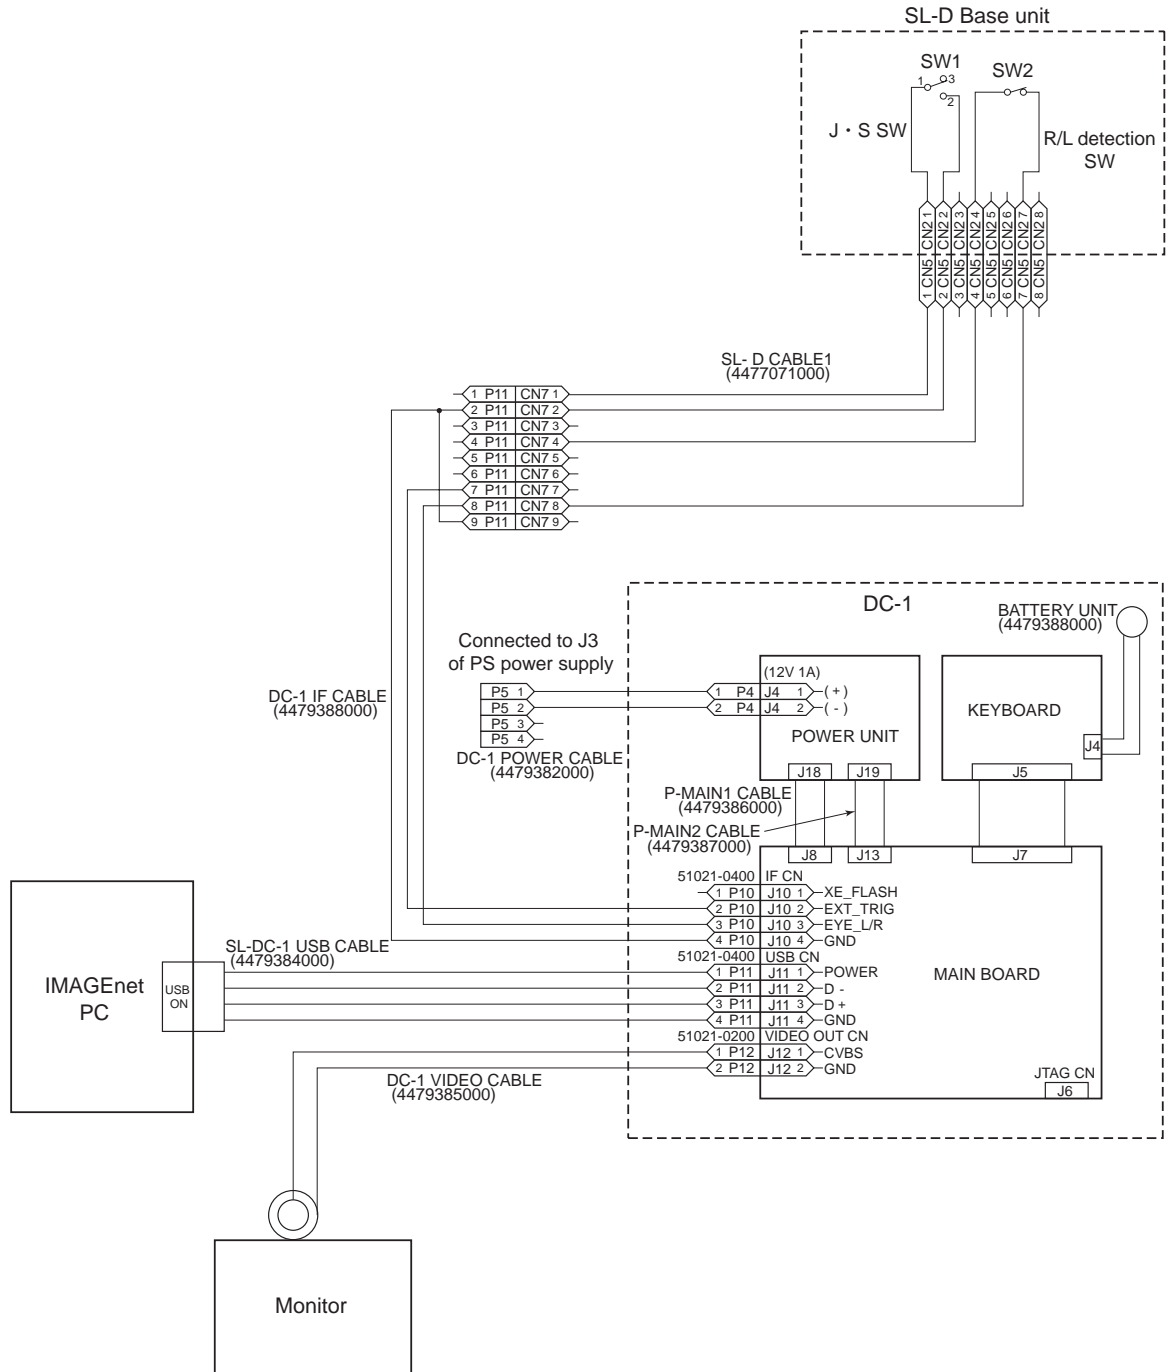 SL-D Base unit
SW1
SW2
1
3
2
J・S SW
R/L detection
SW
1 CN5 CN2 1
2 CN5 CN2 2
3 CN5 CN2 3
4 CN5 CN2 4
5 CN5 CN2 5
6 CN5 CN2 6
7 CN5 CN2 7
8 CN5 CN2 8
SL- D CABLE1
(4477071000)
1 P11 CN7 1
2 P11 CN7 2
3 P11 CN7 3
4 P11 CN7 4
5 P11 CN7 5
6 P11 CN7 6
7 P11 CN7 7
8 P11 CN7 8
9 P11 CN7 9
DC-1
BATTERY UNIT
(4479388000)
Connected to J3
of PS power supply
DC-1 IF CABLE
(4479388000)
(12V 1A)
P5 1
P5 2
P5 3
P5 4
1 P4 J4 1 (+)
2 P4 J4 2 (-)
POWER UNIT
KEYBOARD
J4
DC-1 POWER CABLE
(4479382000)
J18
J19
J5
P-MAIN1 CABLE
(4479386000)
P-MAIN2 CABLE
(4479387000)
J8
J13
J7
51021-0400 IF CN
1 P10 J10 1 XE_FLASH
2 P10 J10 2 EXT_TRIG
3 P10 J10 3 EYE_L/R
4 P10 J10 4 GND
SL-DC-1 USB CABLE
(4479384000)
51021-0400 USB CN
1 P11 J11 1 POWER
2 P11 J11 2 D -
3 P11 J11 3 D +
4 P11 J11 4 GND
MAIN BOARD
IMAGEnet
PC
USB
ON
51021-0200 VIDEO OUT CN
1 P12 J12 1 CVBS
2 P12 J12 2 GND
DC-1 VIDEO CABLE
(4479385000)
JTAG CN
J6
Monitor